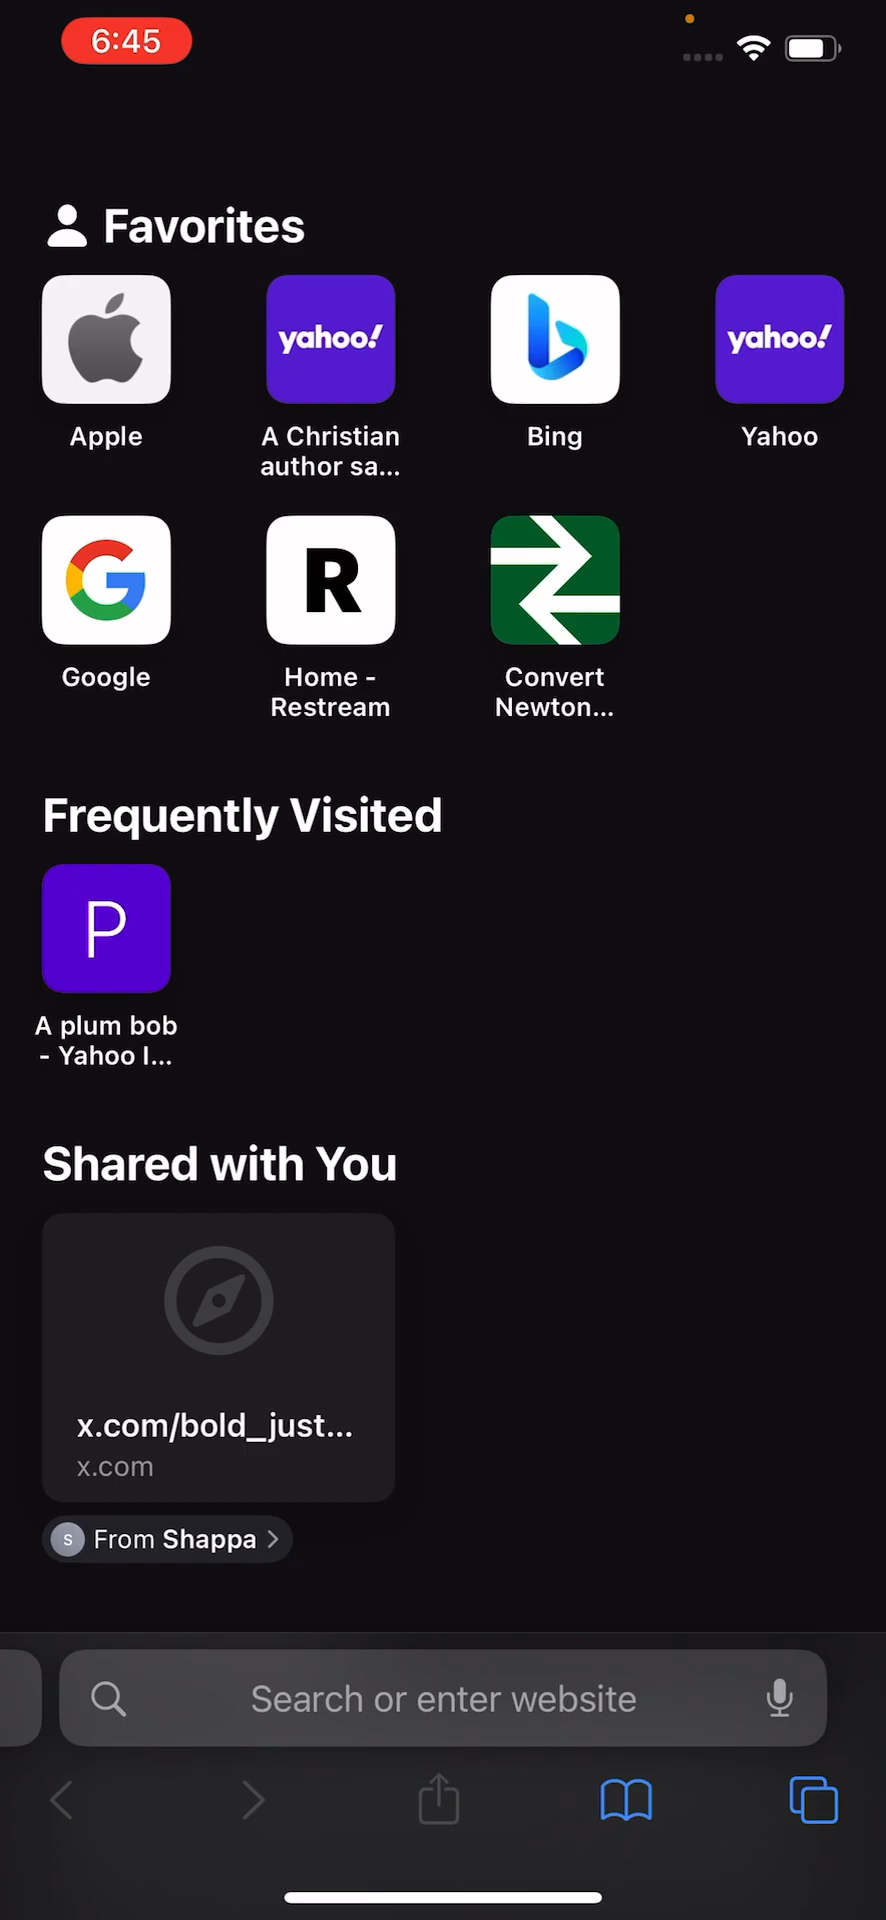 6:45
Favorites
yahoo!
yahoo!
Apple
A Christian
author sa...
Bing
Yahoo
R
Google
Home -
Restream
Convert
Newton...
Frequently Visited
P
A plum bob
- Yahoo I...
Shared with You
x.com/bold_just...
x.com
S From Shappa >
Search or enter website